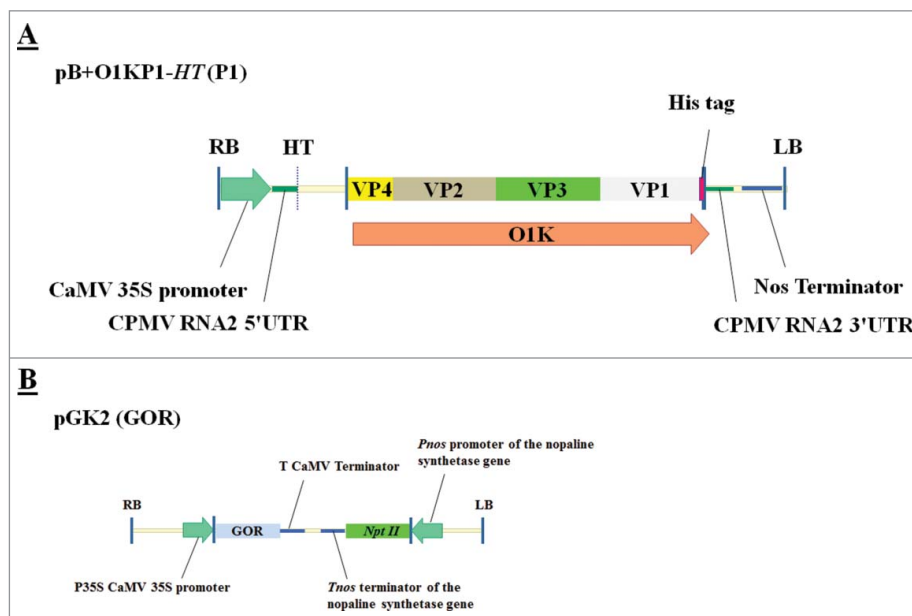 A
pB+O1KP1-HT(P1)
His tag
RB
HT
LB
VP4
VP2
VP3
VP1
O1K
CaMV 35S promoter
Nos Terminator
CPMV RNA2 5'UTR
CPMV RNA2 3'UTR
B
pGK2 (GOR)
Pnos promoter of the nopaline
synthetase gene
T CaMV Terminator
RB
LB
GOR
Npt II
P35S CaMV 35S promoter
Tnos terminator of the
nopaline synthetase gene